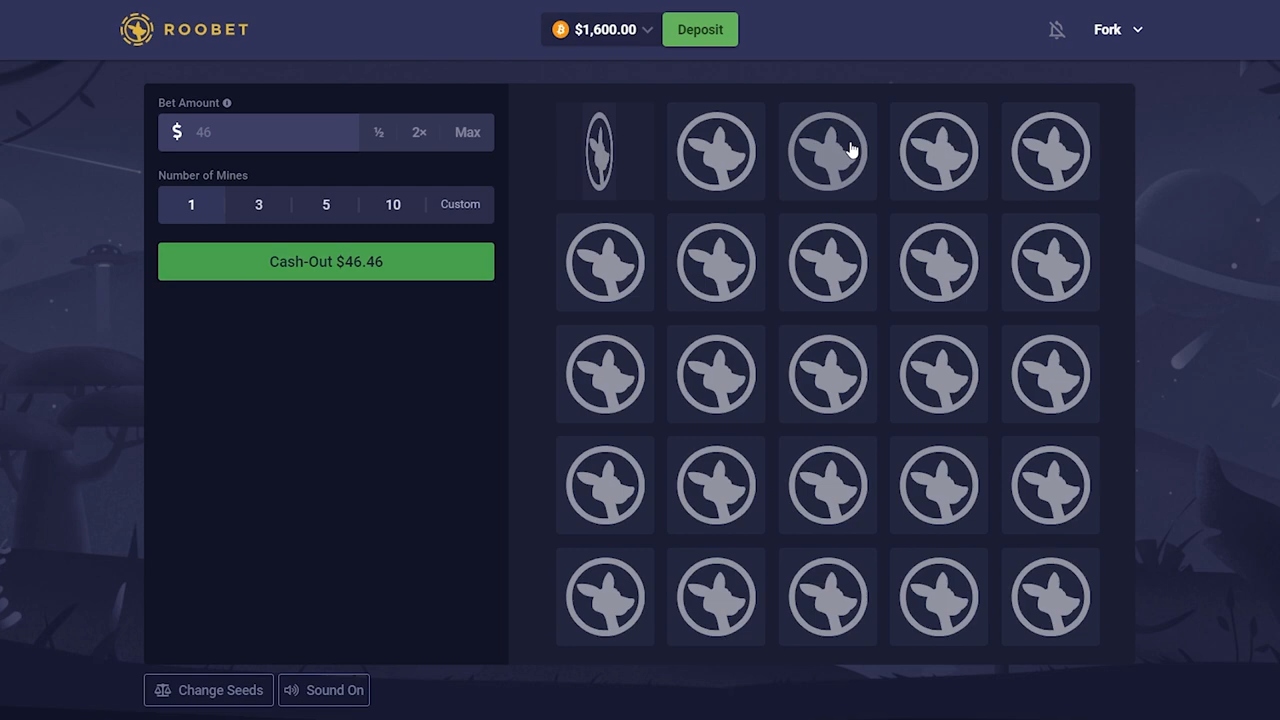 ROOBET
$1,600.00
Deposit
Fork
Bet Amount
$ 46 ½ 2× Max
Number of Mines
1 3 5 10 Custom
Cash-Out $46.46
Change Seeds
Sound On